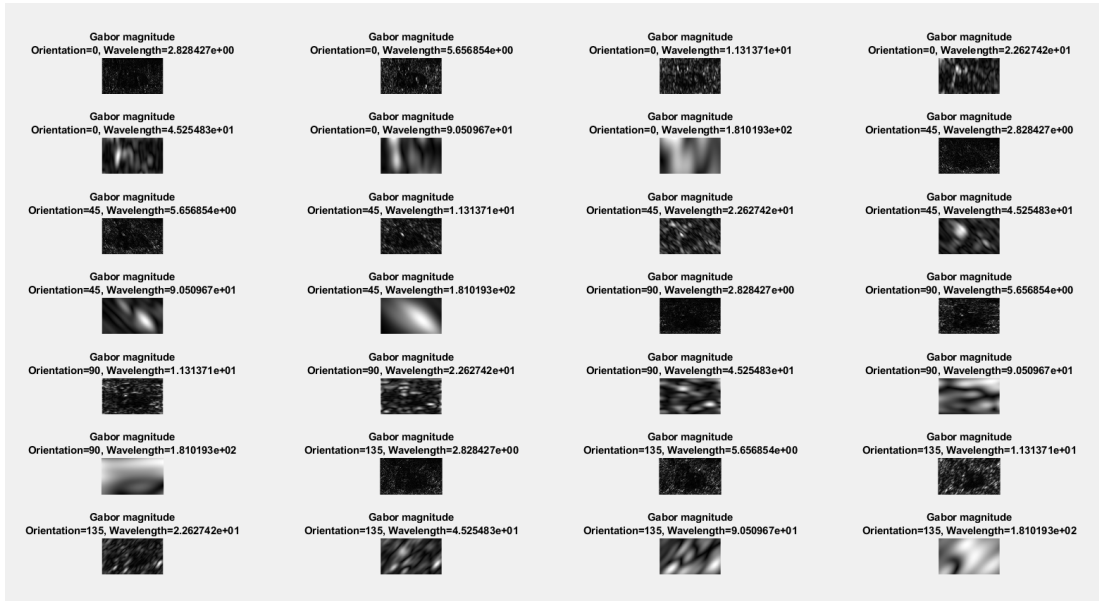 Gabor magnitude
Orientation=0, Wavelength=2.828427e+00
Gabor magnitude
Orientation=0, Wavelength=5.656854e+00
Gabor magnitude
Orientation=0, Wavelength=1.131371e+01
Gabor magnitude
Orientation=0, Wavelength=2.262742e+01
Gabor magnitude
Orientation=0, Wavelength=4.525483e+01
Gabor magnitude
Orientation=0, Wavelength=9.050967e+01
Gabor magnitude
Orientation=0, Wavelength=1.810193e+02
Gabor magnitude
Orientation=45, Wavelength=2.828427e+00
Gabor magnitude
Orientation=45, Wavelength=5.656854e+00
Gabor magnitude
Orientation=45, Wavelength=1.131371e+01
Gabor magnitude
Orientation=45, Wavelength=2.262742e+01
Gabor magnitude
Orientation=45, Wavelength=4.525483e+01
Gabor magnitude
Orientation=45, Wavelength=9.050967e+01
Gabor magnitude
Orientation=45, Wavelength=1.810193e+02
Gabor magnitude
Orientation=90, Wavelength=2.828427e+00
Gabor magnitude
Orientation=90, Wavelength=5.656854e+00
Gabor magnitude
Orientation=90, Wavelength=1.131371e+01
Gabor magnitude
Orientation=90, Wavelength=2.262742e+01
Gabor magnitude
Orientation=90, Wavelength=4.525483e+01
Gabor magnitude
Orientation=90, Wavelength=9.050967e+01
Gabor magnitude
Orientation=90, Wavelength=1.810193e+02
Gabor magnitude
Orientation=135, Wavelength=2.828427e+00
Gabor magnitude
Orientation=135, Wavelength=5.656854e+00
Gabor magnitude
Orientation=135, Wavelength=1.131371e+01
Gabor magnitude
Orientation=135, Wavelength=2.262742e+01
Gabor magnitude
Orientation=135, Wavelength=4.525483e+01
Gabor magnitude
Orientation=135, Wavelength=9.050967e+01
Gabor magnitude
Orientation=135, Wavelength=1.810193e+02